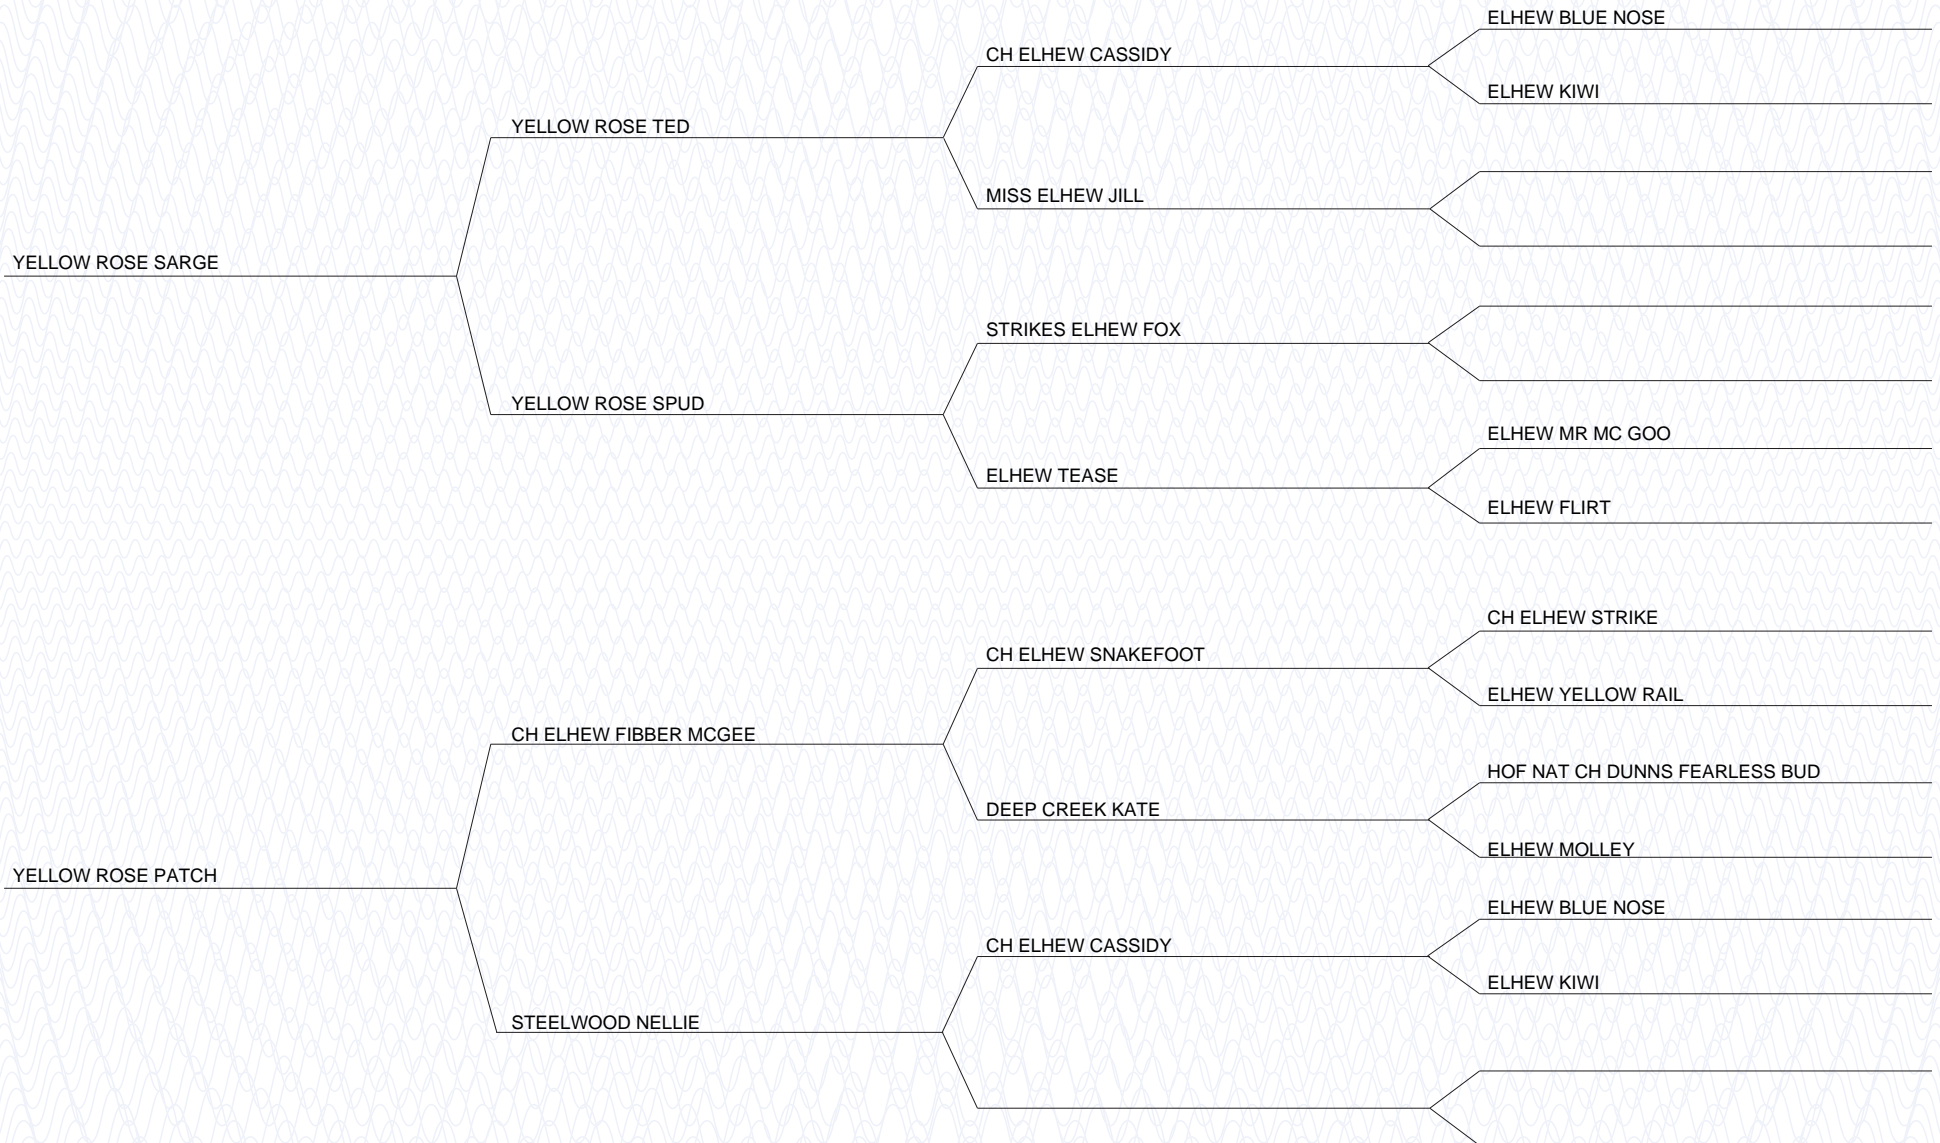 ELHEW BLUE NOSE
CH ELHEW CASSIDY
ELHEW KIWI
YELLOW ROSE TED
MISS ELHEW JILL
YELLOW ROSE SARGE
STRIKES ELHEW FOX
YELLOW ROSE SPUD
ELHEW MR MC GOO
ELHEW TEASE
ELHEW FLIRT
CH ELHEW STRIKE
CH ELHEW SNAKEFOOT
ELHEW YELLOW RAIL
CH ELHEW FIBBER MCGEE
HOF NAT CH DUNNS FEARLESS BUD
DEEP CREEK KATE
ELHEW MOLLEY
YELLOW ROSE PATCH
ELHEW BLUE NOSE
CH ELHEW CASSIDY
ELHEW KIWI
STEELWOOD NELLIE